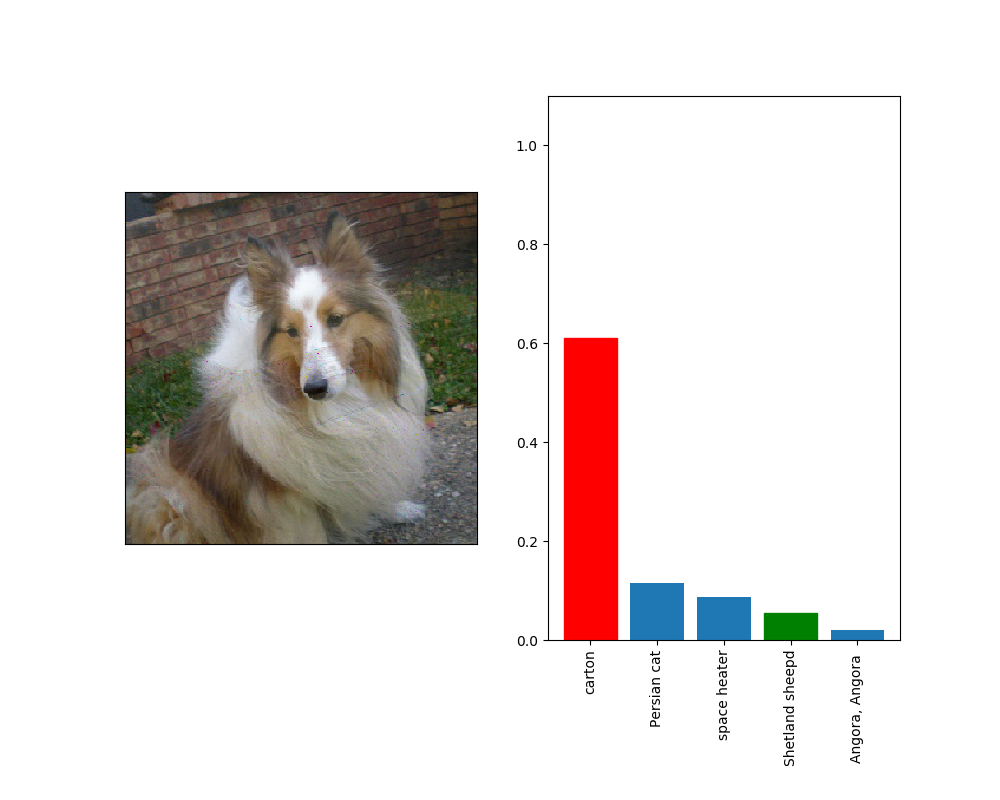 1.0
0.8
0.6
0.4
0.2
0.0
carton
Persian cat
space heater
Shetland sheepd
Angora, Angora